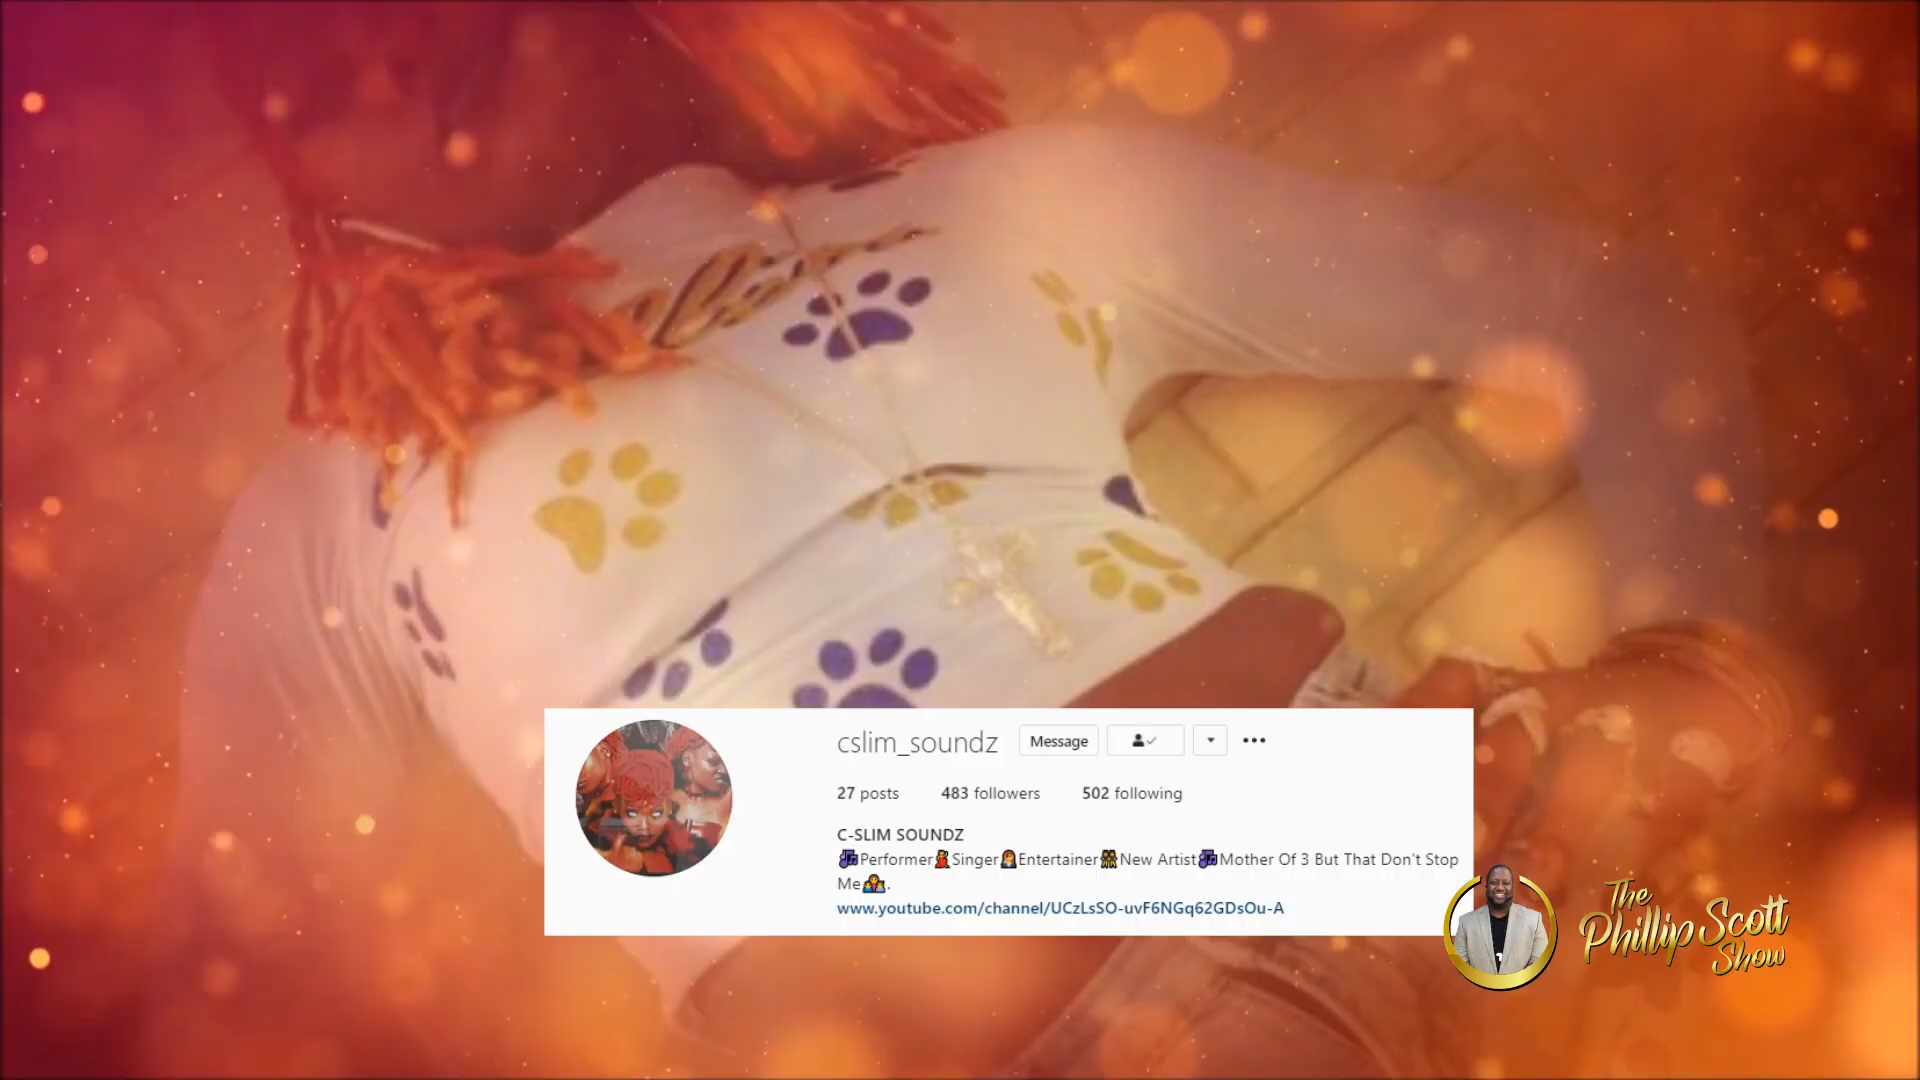 cslim_soundz Message
27 posts 483 followers 502 following
C-SLIM SOUNDZ
🎶Performer💃Singer👩‍🎤Entertainer👯New Artist🎶Mother Of 3 But That Don't Stop
Me👩‍👧‍👦.
www.youtube.com/channel/UCzLsSO-uvF6NGq62GDsOu-A
The
Phillip Scott
Show